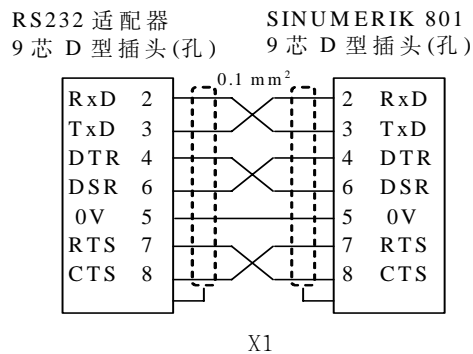 RS232 适配器 SINUMERIK 801
9 芯 D 型插头(孔) 9 芯 D 型插头(孔)
0.1 mm²
RxD 2 2 RxD
TxD 3 3 TxD
DTR 4 4 DTR
DSR 6 6 DSR
0V 5 5 0V
RTS 7 7 RTS
CTS 8 8 CTS
X1